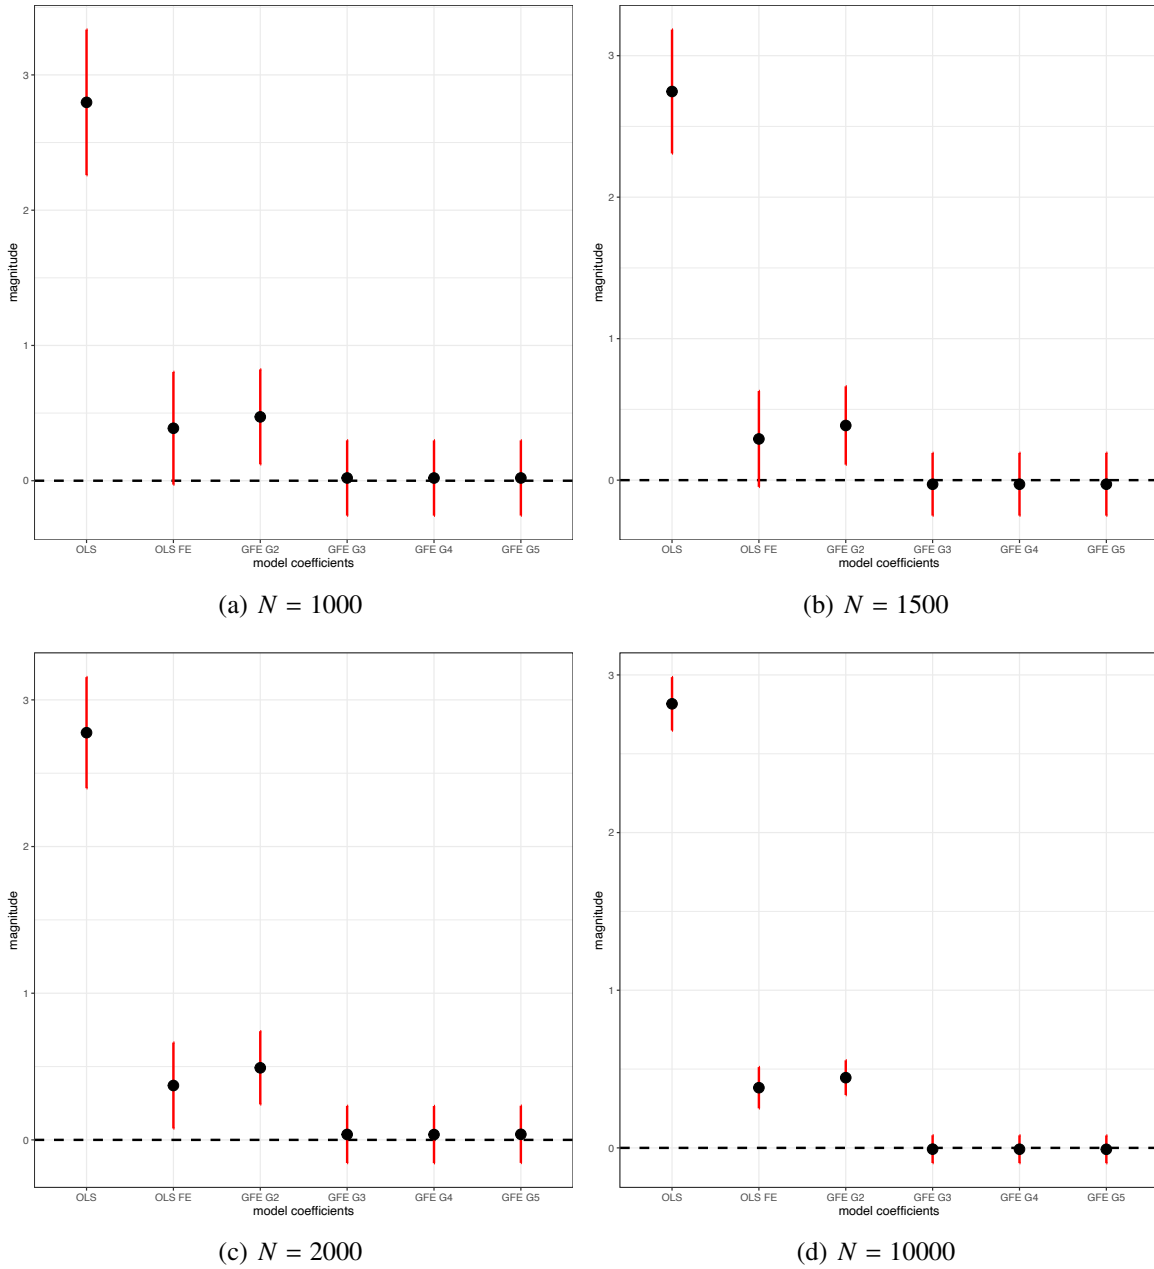 3
2
1
0
magnitude
OLS OLS FE GFE G2 GFE G3 GFE G4 GFE G5
model coefficients
(a) N = 1000
3
2
1
0
magnitude
OLS OLS FE GFE G2 GFE G3 GFE G4 GFE G5
model coefficients
(b) N = 1500
3
2
1
0
magnitude
OLS OLS FE GFE G2 GFE G3 GFE G4 GFE G5
model coefficients
(c) N = 2000
3
2
1
0
magnitude
OLS OLS FE GFE G2 GFE G3 GFE G4 GFE G5
model coefficients
(d) N = 10000